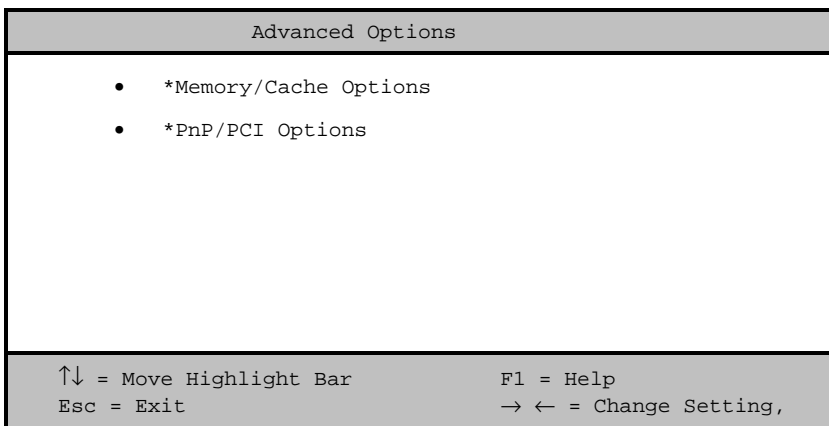 Advanced Options
• *Memory/Cache Options
• *PnP/PCI Options
↑↓ = Move Highlight Bar F1 = Help
Esc = Exit → ← = Change Setting,